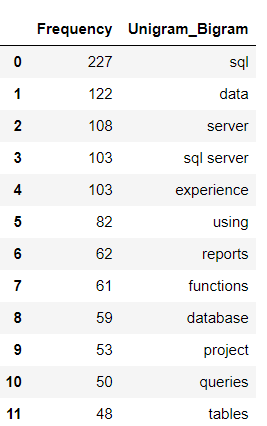 Frequency Unigram_Bigram
0 227 sql
1 122 data
2 108 server
3 103 sql server
4 103 experience
5 82 using
6 62 reports
7 61 functions
8 59 database
9 53 project
10 50 queries
11 48 tables